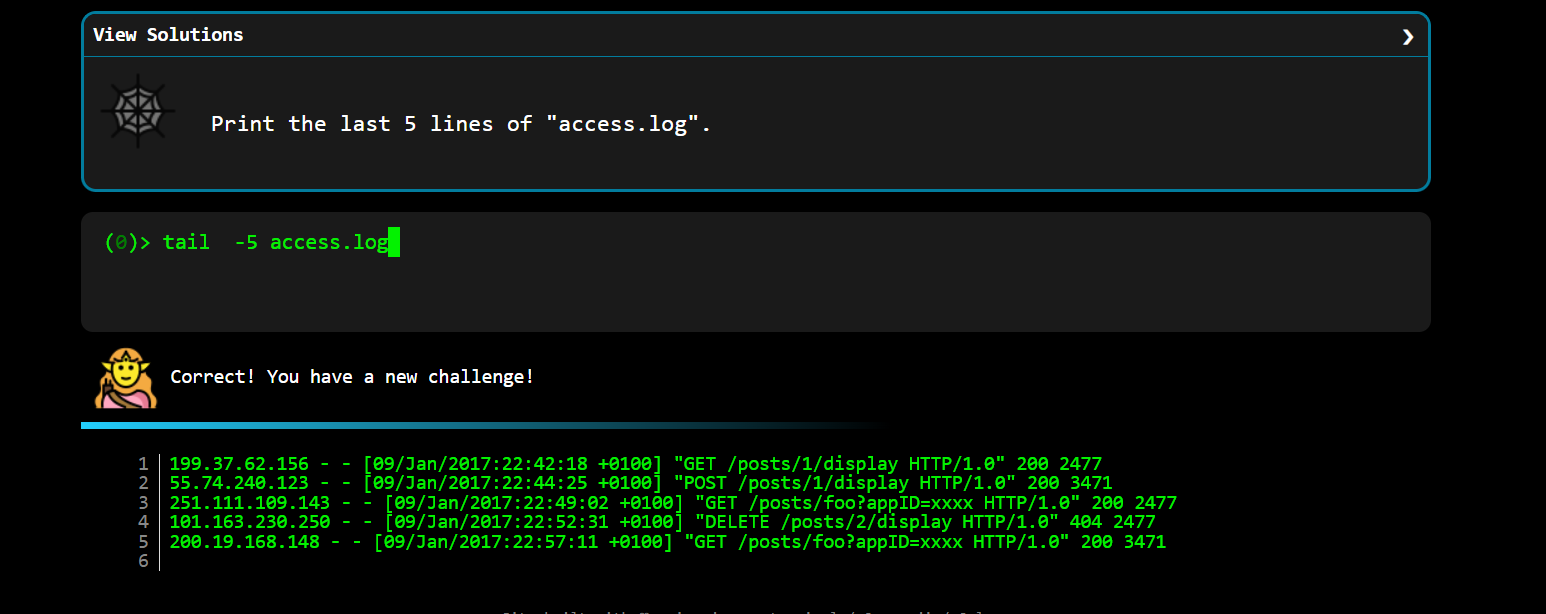 View Solutions ❯
Print the last 5 lines of "access.log".
(0)> tail  -5 access.log
Correct! You have a new challenge!
1 199.37.62.156 - - [09/Jan/2017:22:42:18 +0100] "GET /posts/1/display HTTP/1.0" 200 2477
2 55.74.240.123 - - [09/Jan/2017:22:44:25 +0100] "POST /posts/1/display HTTP/1.0" 200 3471
3 251.111.109.143 - - [09/Jan/2017:22:49:02 +0100] "GET /posts/foo?appID=xxxx HTTP/1.0" 200 2477
4 101.163.230.250 - - [09/Jan/2017:22:52:31 +0100] "DELETE /posts/2/display HTTP/1.0" 404 2477
5 200.19.168.148 - - [09/Jan/2017:22:57:11 +0100] "GET /posts/foo?appID=xxxx HTTP/1.0" 200 3471
6